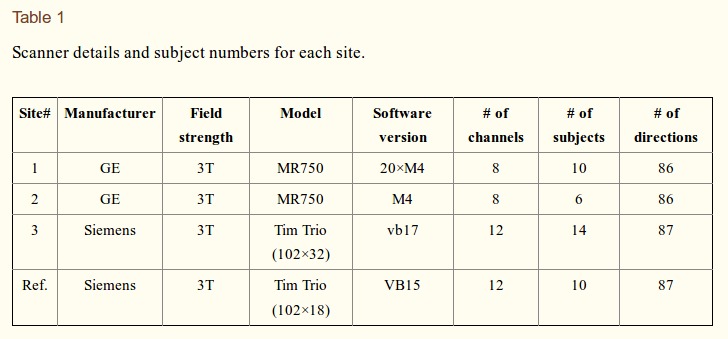 Table 1
Scanner details and subject numbers for each site.
Site# Manufacturer Field strength Model Software version # of channels # of subjects # of directions
1 GE 3T MR750 20×M4 8 10 86
2 GE 3T MR750 M4 8 6 86
3 Siemens 3T Tim Trio (102×32) vb17 12 14 87
Ref. Siemens 3T Tim Trio (102×18) VB15 12 10 87